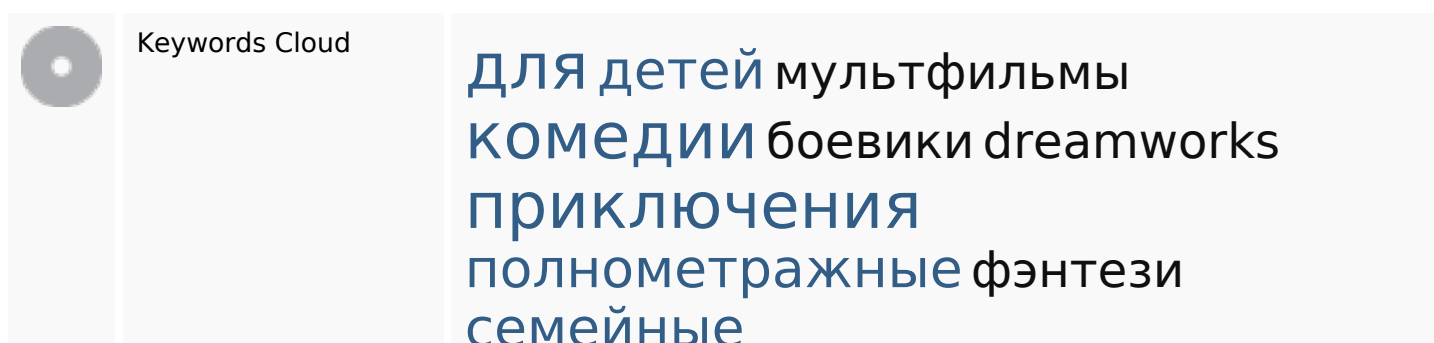 Keywords Cloud
для детей мультфильмы
комедии боевики dreamworks
приключения
полнометражные фэнтези
семейные